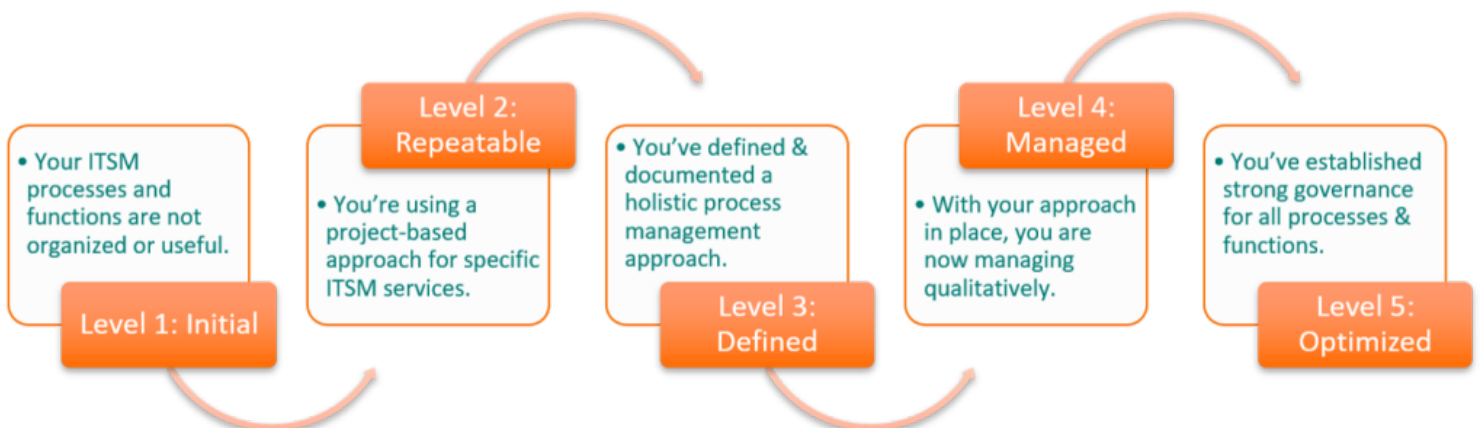 • Your ITSM
processes and
functions are not
organized or useful.
Level 1: Initial
Level 2:
Repeatable
• You’re using a
project-based
approach for specific
ITSM services.
• You’ve defined &
documented a
holistic process
management
approach.
Level 3:
Defined
Level 4:
Managed
• With your approach
in place, you are
now managing
qualitatively.
• You’ve established
strong governance
for all processes &
functions.
Level 5:
Optimized